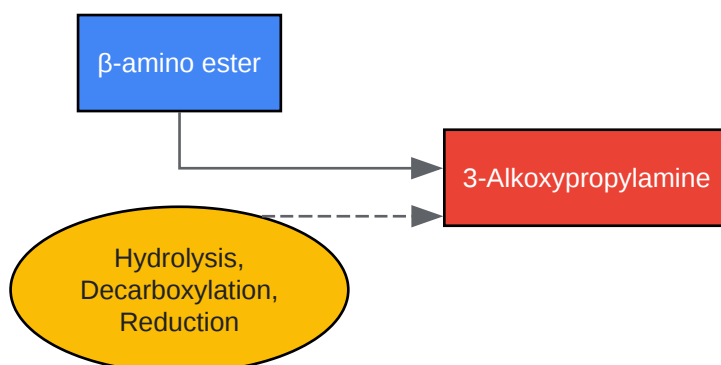 β-amino ester
3-Alkoxypropylamine
Hydrolysis,
Decarboxylation,
Reduction